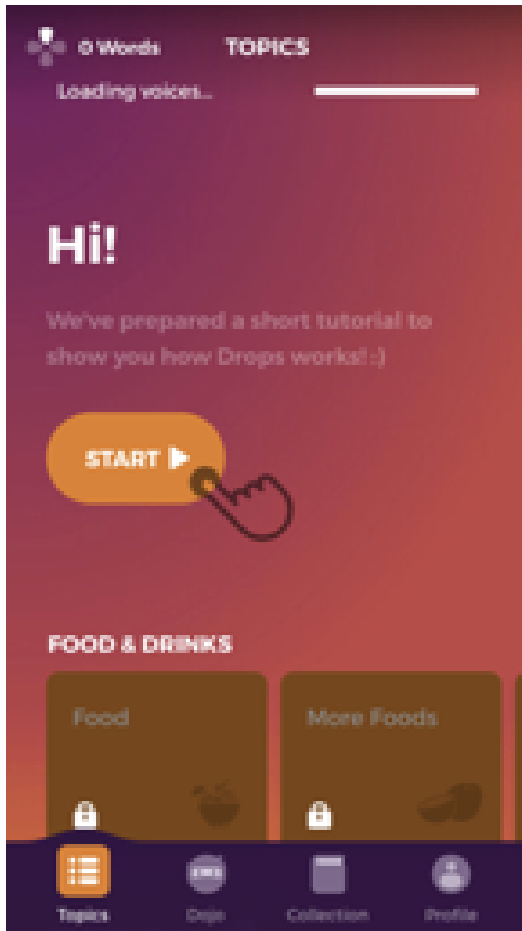 0 Words
TOPICS
Loading voices...
Hi!
We've prepared a short tutorial to
show you how Drops works! :)
START
FOOD & DRINKS
Food
More Foods
Topics
Dojo
Collection
Profile